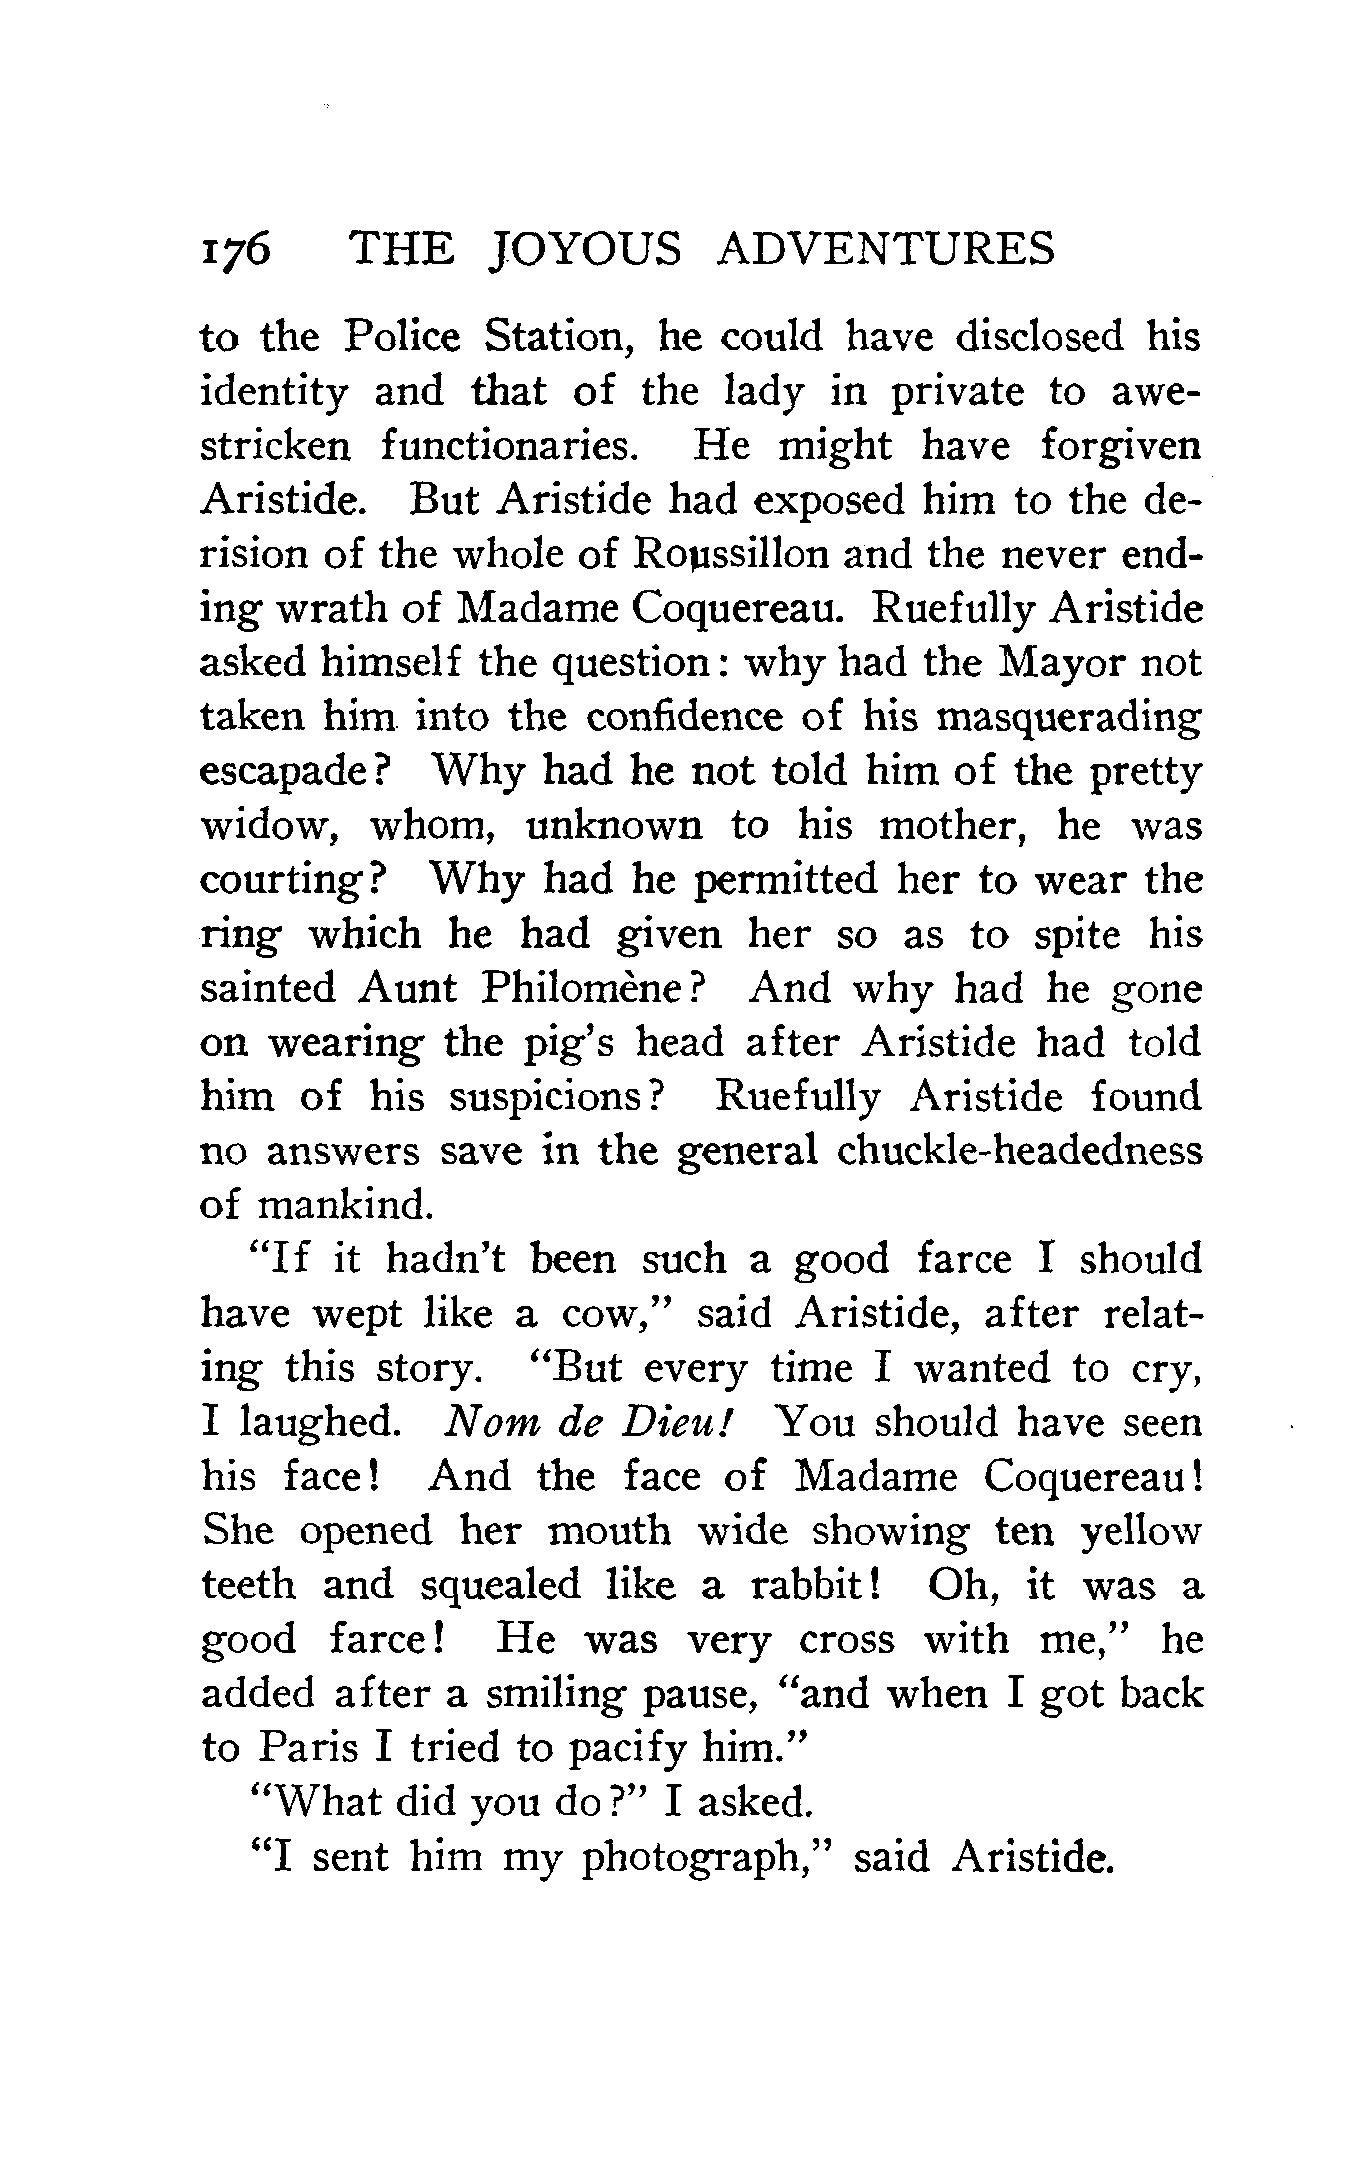 176 THE JOYOUS ADVENTURES
to the Police Station, he could have disclosed his
identity and that of the lady in private to awe-
stricken functionaries. He might have forgiven
Aristide. But Aristide had exposed him to the de-
rision of the whole of Roussillon and the never end-
ing wrath of Madame Coquereau. Ruefully Aristide
asked himself the question: why had the Mayor not
taken him into the confidence of his masquerading
escapade? Why had he not told him of the pretty
widow, whom, unknown to his mother, he was
courting? Why had he permitted her to wear the
ring which he had given her so as to spite his
sainted Aunt Philomène? And why had he gone
on wearing the pig's head after Aristide had told
him of his suspicions? Ruefully Aristide found
no answers save in the general chuckle-headedness
of mankind.
"If it hadn't been such a good farce I should
have wept like a cow," said Aristide, after relat-
ing this story. "But every time I wanted to cry,
I laughed. Nom de Dieu! You should have seen
his face! And the face of Madame Coquereau!
She opened her mouth wide showing ten yellow
teeth and squealed like a rabbit! Oh, it was a
good farce! He was very cross with me," he
added after a smiling pause, "and when I got back
to Paris I tried to pacify him."
"What did you do?" I asked.
"I sent him my photograph," said Aristide.